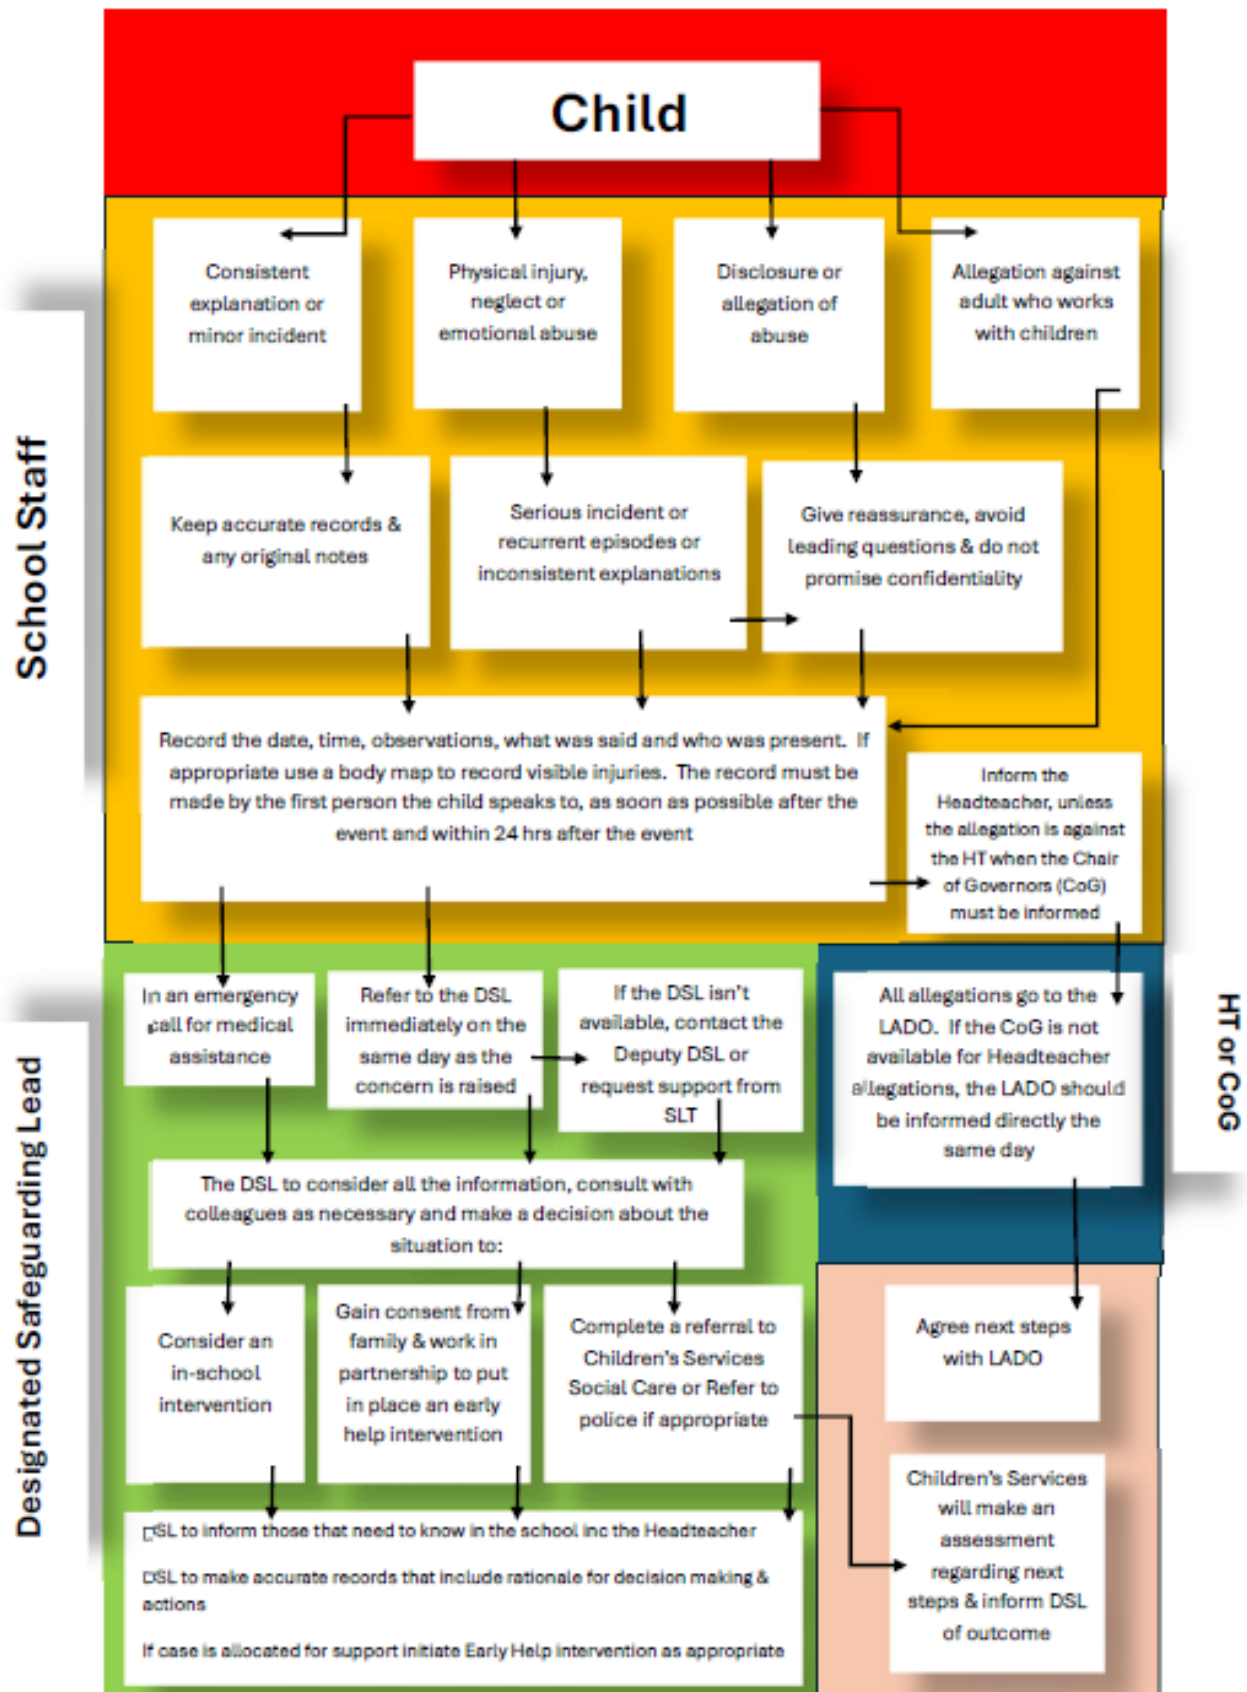 Child
School Staff
Consistent
explanation or
minor incident
Physical injury,
neglect or
emotional abuse
Disclosure or
allegation of
abuse
Allegation against
adult who works
with children
Keep accurate records &
any original notes
Serious incident or
recurrent episodes or
inconsistent explanations
Give reassurance, avoid
leading questions & do not
promise confidentiality
Record the date, time, observations, what was said and who was present. If
appropriate use a body map to record visible injuries. The record must be
made by the first person the child speaks to, as soon as possible after the
event and within 24 hrs after the event
Inform the
Headteacher, unless
the allegation is against
the HT when the Chair
of Governors (CoG)
must be informed
Designated Safeguarding Lead
In an emergency
call for medical
assistance
Refer to the DSL
immediately on the
same day as the
concern is raised
If the DSL isn't
available, contact the
Deputy DSL or
request support from
SLT
HT or CoG
All allegations go to the
LADO. If the CoG is not
available for Headteacher
allegations, the LADO should
be informed directly the
same day
The DSL to consider all the information, consult with
colleagues as necessary and make a decision about the
situation to:
Consider an
in-school
intervention
Gain consent from
family & work in
partnership to put
in place an early
help intervention
Complete a referral to
Children's Services
Social Care or Refer to
police if appropriate
Agree next steps
with LADO
Children's Services
will make an
assessment
regarding next
steps & inform DSL
of outcome
DSL to inform those that need to know in the school inc the Headteacher
DSL to make accurate records that include rationale for decision making &
actions
If case is allocated for support initiate Early Help intervention as appropriate